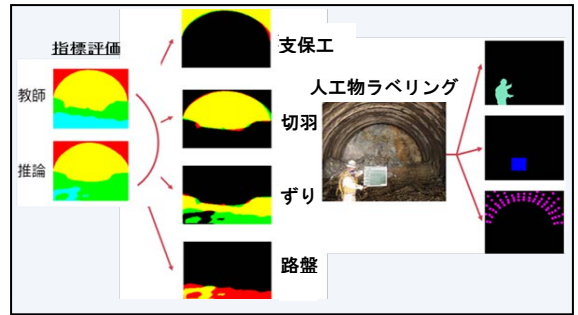 指標評価
教師
推論
支保工
切羽
ずり
路盤
人工物ラベリング